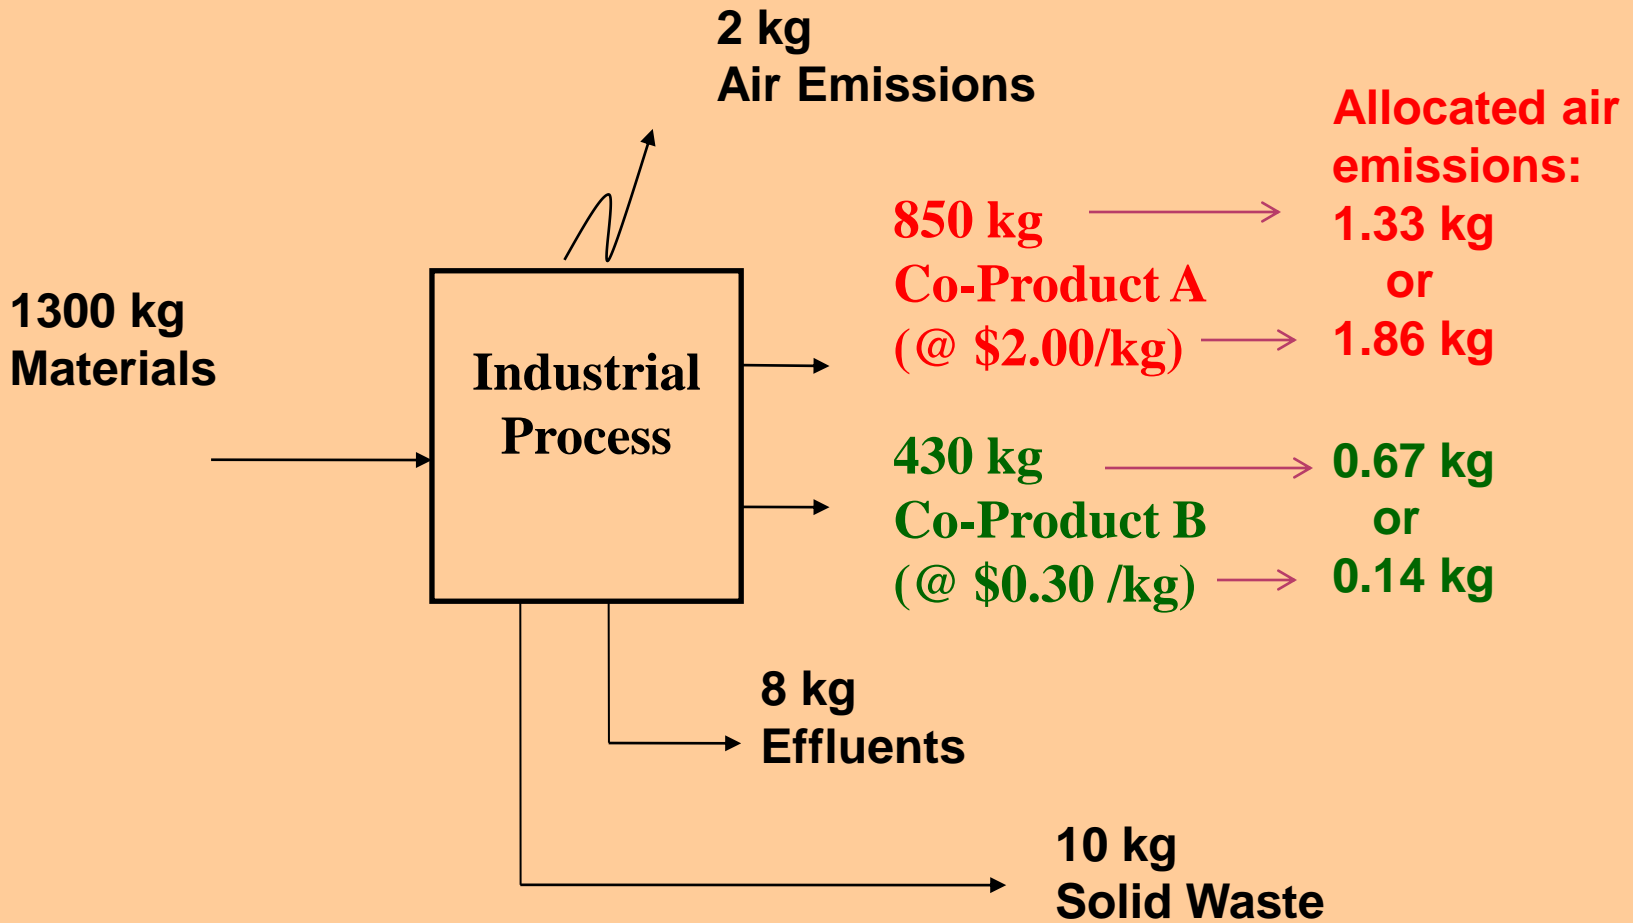 2 kg
Air Emissions
Allocated air
emissions:
850 kg
1.33 kg
Co-Product A
or
(@ $2.00/kg)
1.86 kg
1300 kg
Materials
Industrial
Process
430 kg
0.67 kg
Co-Product B
or
(@ $0.30 /kg)
0.14 kg
8 kg
Effluents
10 kg
Solid Waste